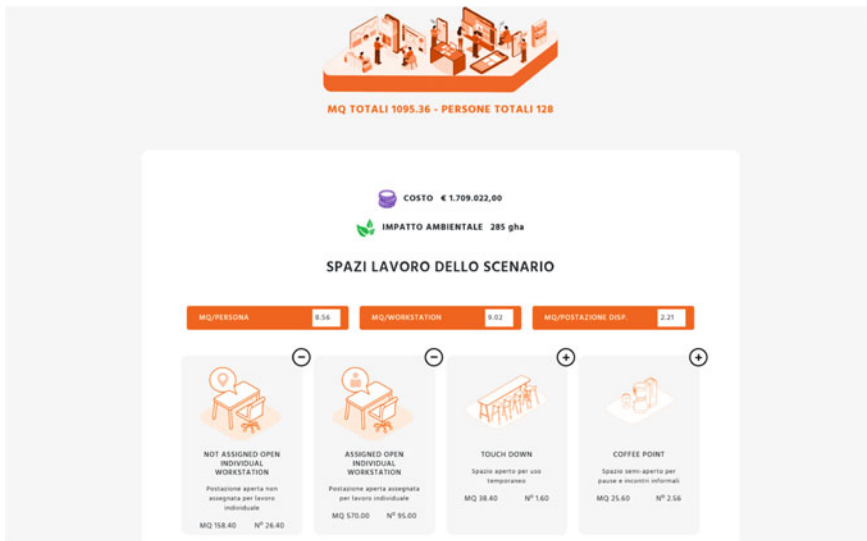 MQ TOTALI 1095.36 - PERSONE TOTALI 128
COSTO € 1.709.022,00
IMPATTO AMBIENTALE 285 gha
SPAZI LAVORO DELLO SCENARIO
MQ/PERSONA 8.56
MQ/WORKSTATION 9.02
MQ/POSTAZIONE DISP. 2.21
NOT ASSIGNED OPEN
INDIVIDUAL
WORKSTATION
Postazione aperta non
assegnata per lavoro
individuale
MQ 158.40 N° 26.40
ASSIGNED OPEN
INDIVIDUAL
WORKSTATION
Postazione aperta assegnata
per lavoro individuale
MQ 570.00 N° 95.00
TOUCH DOWN
Spazio aperto per uso
temporaneo
MQ 38.40 N° 1.60
COFFEE POINT
Spazio semi-aperto per
pause e incontri informali
MQ 25.60 N° 2.56